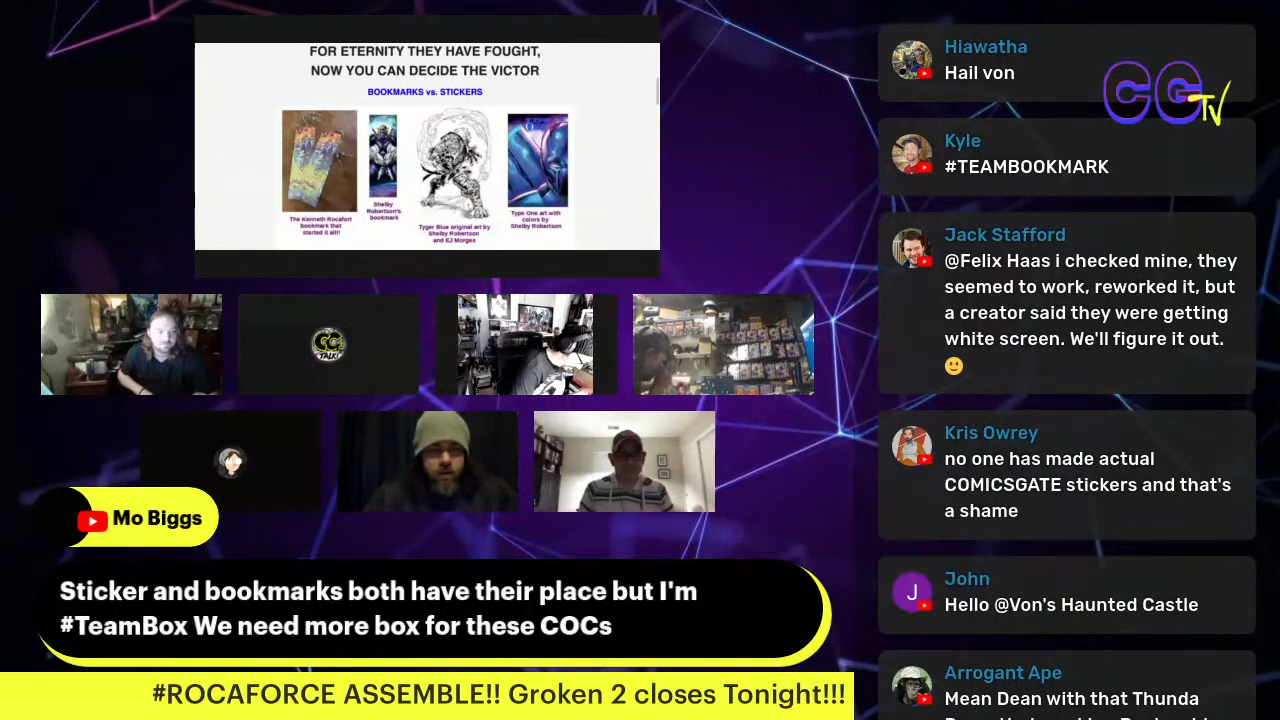 FOR ETERNITY THEY HAVE FOUGHT,
NOW YOU CAN DECIDE THE VICTOR
BOOKMARKS vs. STICKERS
The Kenneth Rocafort
bookmark that
started it all!!
Shelby
Robertson's
bookmark
Tyger Blue original art by
Shelby Robertson
and EJ Morges
Type One art with
colors by
Shelby Robertson
CG
TALK
Mo Biggs
Sticker and bookmarks both have their place but I'm
#TeamBox We need more box for these COCs
#ROCAFORCE ASSEMBLE!! Groken 2 closes Tonight!!!
CG TV
Hiawatha
Hail von
Kyle
#TEAMBOOKMARK
Jack Stafford
@Felix Haas i checked mine, they
seemed to work, reworked it, but
a creator said they were getting
white screen. We'll figure it out.
🙂
Kris Owrey
no one has made actual
COMICSGATE stickers and that's
a shame
J
John
Hello @Von's Haunted Castle
Arrogant Ape
Mean Dean with that Thunda